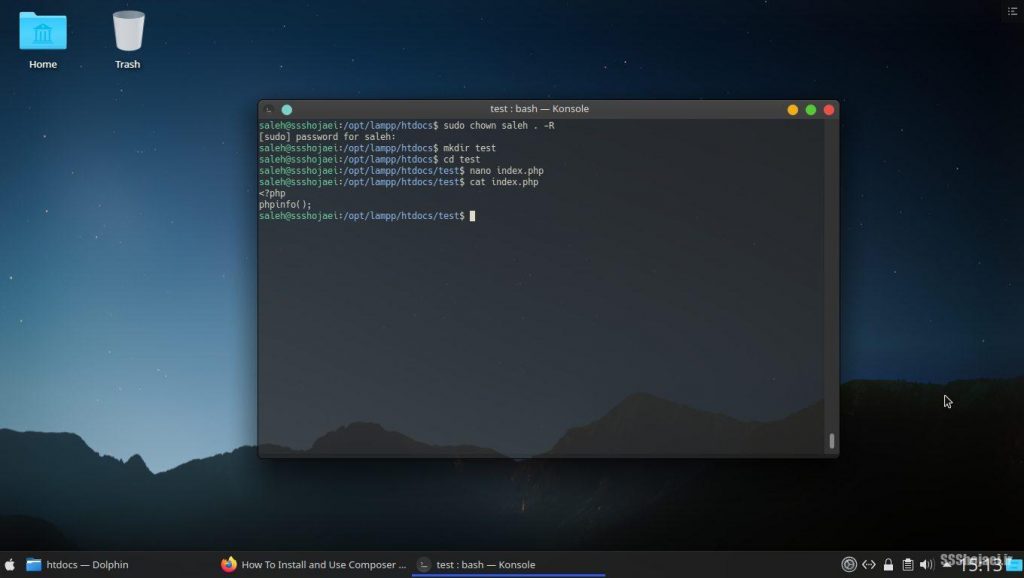 Home
Trash
test : bash — Konsole
saleh@ssshojaei:/opt/lampp/htdocs$ sudo chown saleh . -R
[sudo] password for saleh:
saleh@ssshojaei:/opt/lampp/htdocs$ mkdir test
saleh@ssshojaei:/opt/lampp/htdocs$ cd test
saleh@ssshojaei:/opt/lampp/htdocs/test$ nano index.php
saleh@ssshojaei:/opt/lampp/htdocs/test$ cat index.php
<?php
phpinfo();
saleh@ssshojaei:/opt/lampp/htdocs/test$
htdocs — Dolphin
How To Install and Use Composer ...
test : bash — Konsole
SSShojaei.ir
15:13